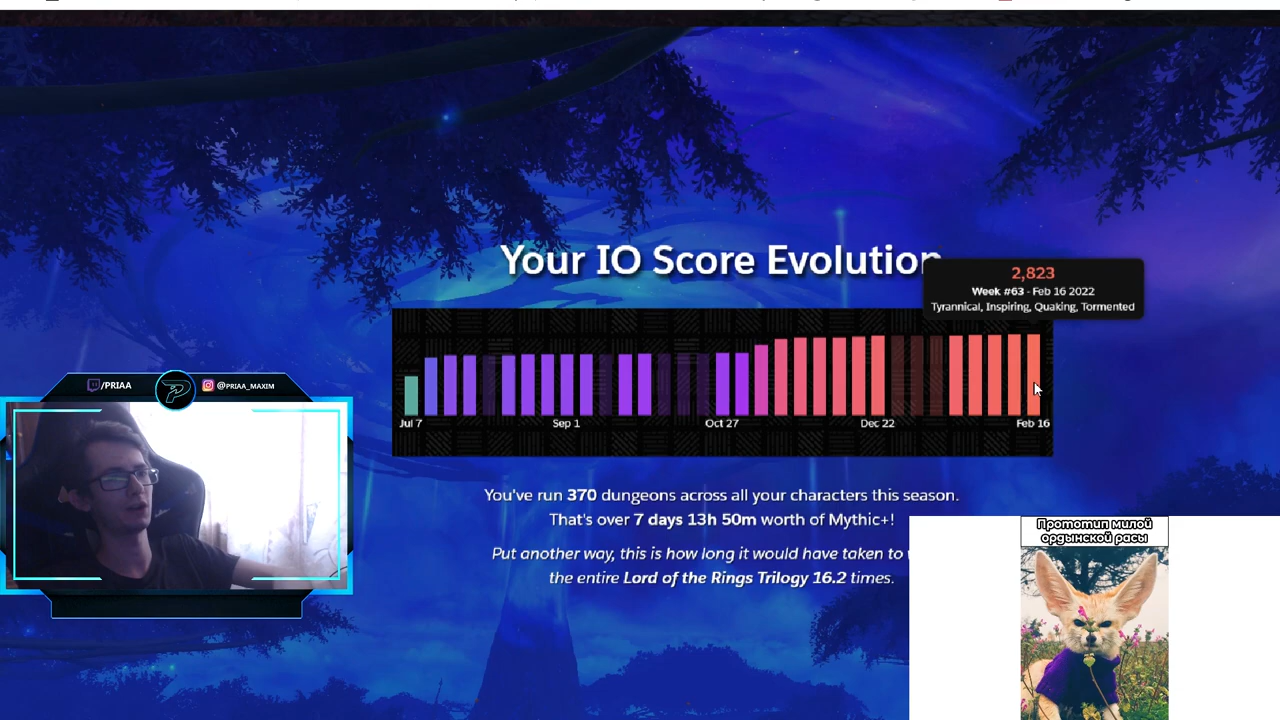 Your IO Score Evolution
2,823
Week #63 - Feb 16 2022
Tyrannical, Inspiring, Quaking, Tormented
Jul 7
Sep 1
Oct 27
Dec 22
Feb 16
/PRIAA
@PRIAA_MAXIM
You've run 370 dungeons across all your characters this season.
That's over 7 days 13h 50m worth of Mythic+!
Put another way, this is how long it would have taken to
the entire Lord of the Rings Trilogy 16.2 times.
Прототип милой
ордынской расы